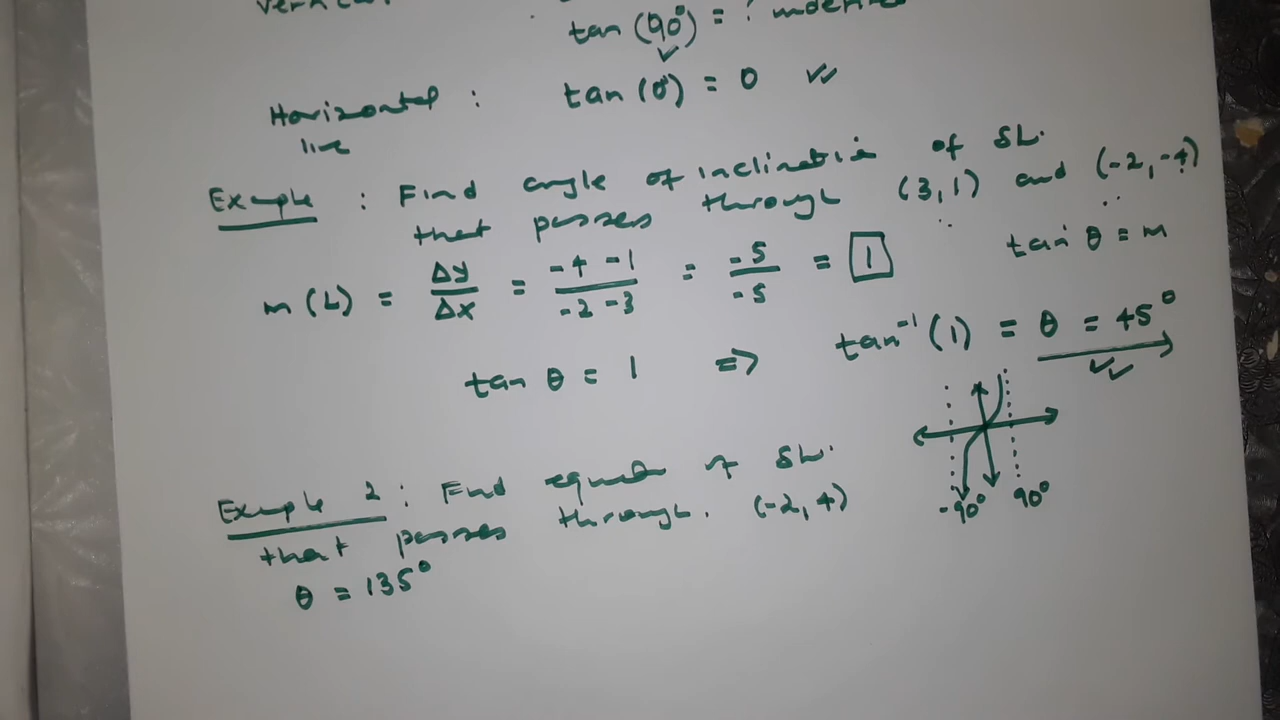 tan (90°) = ? undefined
Horizontal : tan (0°) = 0
line
Example : Find angle of inclination of SL.
that passes through (3,1) and (-2,-4)
m(L) = Δy/Δx = -4 -1/-2 -3 = -5/-5 = 1
tan θ = m
tan θ = 1 => tan⁻¹(1) = θ = 45°
-90° 90°
Example 2 : Find equation of SL.
that passes through. (-2,4)
θ = 135°